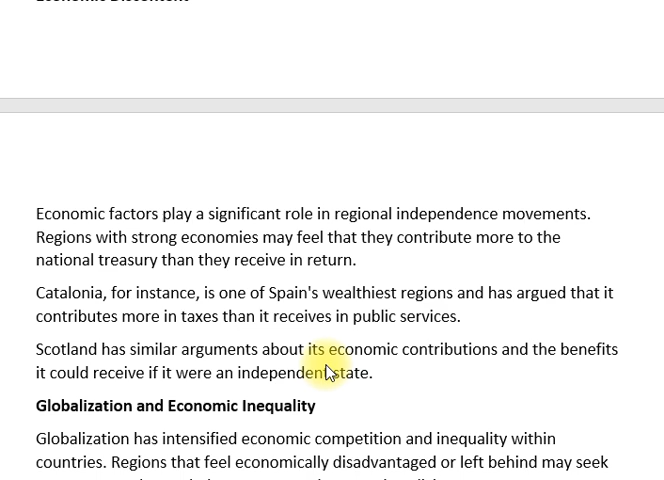 Economic Discontent
Economic factors play a significant role in regional independence movements.
Regions with strong economies may feel that they contribute more to the
national treasury than they receive in return.
Catalonia, for instance, is one of Spain's wealthiest regions and has argued that it
contributes more in taxes than it receives in public services.
Scotland has similar arguments about its economic contributions and the benefits
it could receive if it were an independent state.
Globalization and Economic Inequality
Globalization has intensified economic competition and inequality within
countries. Regions that feel economically disadvantaged or left behind may seek